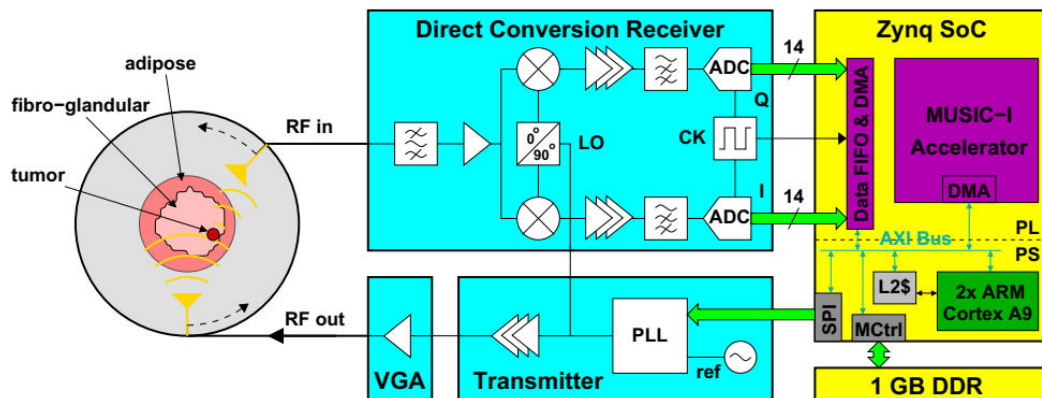 Direct Conversion Receiver
14
Zynq SoC
adipose
fibro-glandular
tumor
RF in
ADC
Q
CK
LO
0°
90°
I
ADC
14
Data FIFO & DMA
MUSIC-I
Accelerator
DMA
AXI Bus
PL
PS
L2$
2x ARM
Cortex A9
SPI
MCtrl
RF out
VGA
Transmitter
PLL
ref
1 GB DDR